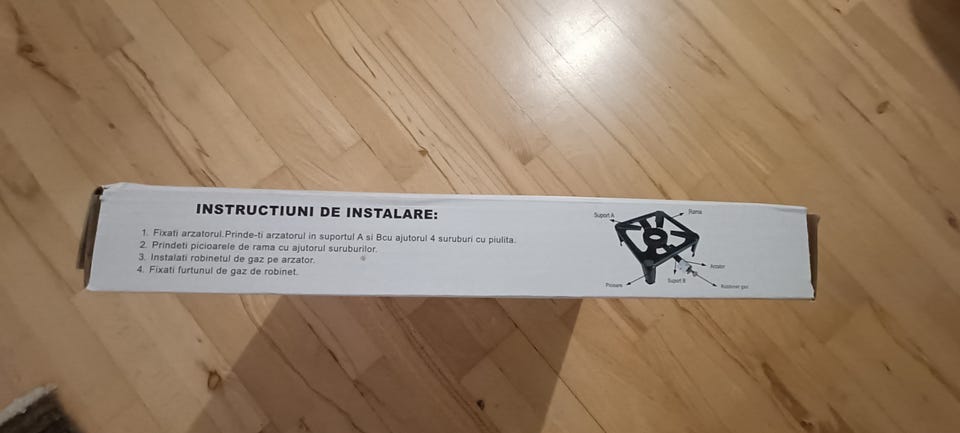 INSTRUCTIUNI DE INSTALARE:
1. Fixati arzatorul.Prinde-ti arzatorul in suportul A si Bcu ajutorul 4 suruburi cu piulita.
2. Prindeti picioarele de rama cu ajutorul suruburilor.
3. Instalati robinetul de gaz pe arzator.
4. Fixati furtunul de gaz de robinet.
Suport A
Rama
Arzator
Suport B
Picioare
Robinet gaz